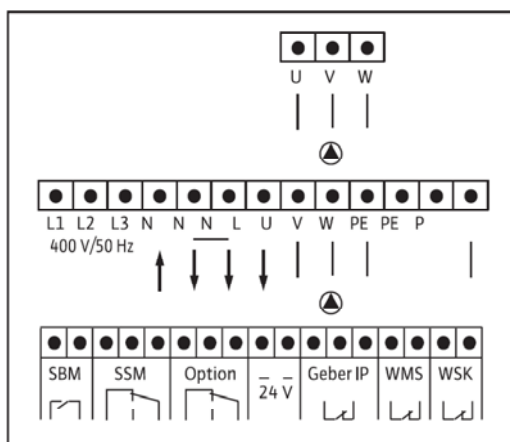 U V W
L1 L2 L3 N N N L U V W PE PE P
400 V/50 Hz
SBM SSM Option 24 V Geber IP WMS WSK